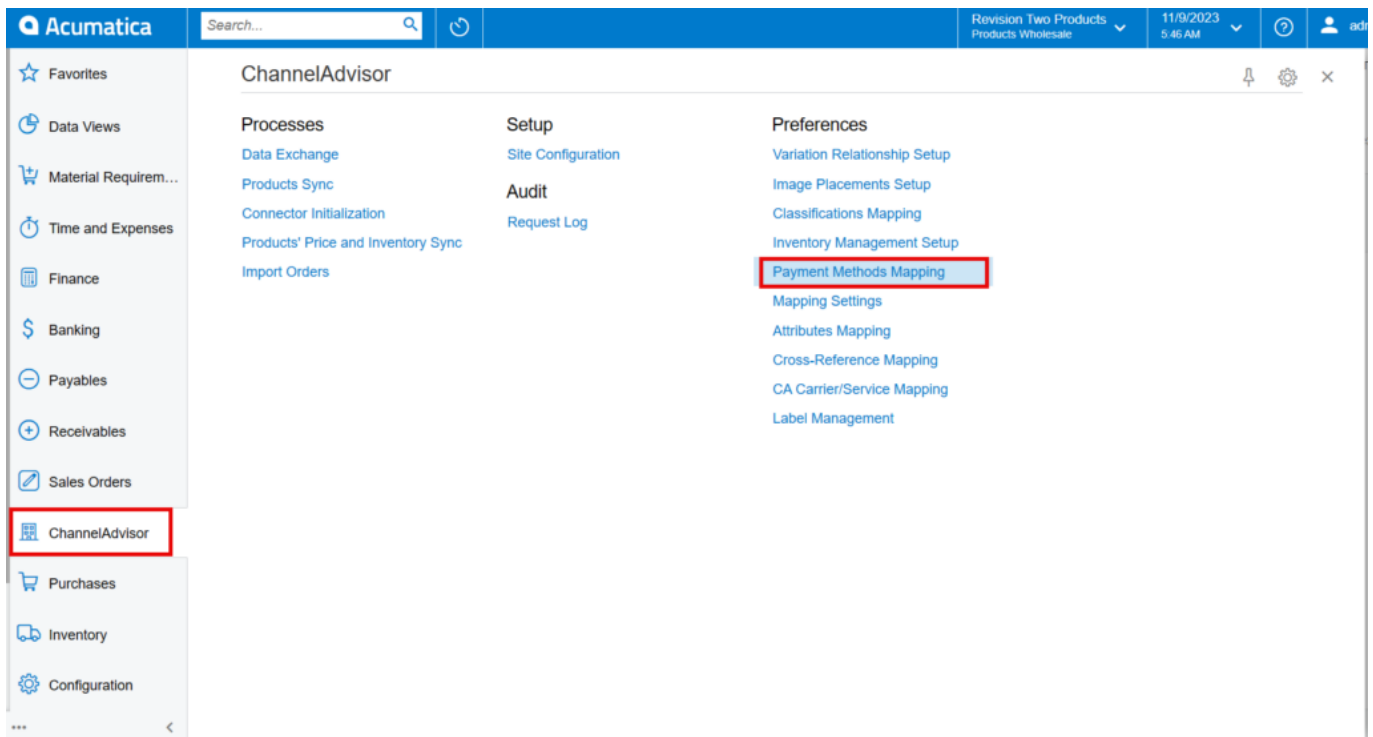 Acumatica
Search...
Revision Two Products
Products Wholesale
11/9/2023
5:46 AM
adr
Favorites
Data Views
Material Requirem...
Time and Expenses
Finance
Banking
Payables
Receivables
Sales Orders
ChannelAdvisor
Purchases
Inventory
Configuration
ChannelAdvisor
Processes
Data Exchange
Products Sync
Connector Initialization
Products' Price and Inventory Sync
Import Orders
Setup
Site Configuration
Audit
Request Log
Preferences
Variation Relationship Setup
Image Placements Setup
Classifications Mapping
Inventory Management Setup
Payment Methods Mapping
Mapping Settings
Attributes Mapping
Cross-Reference Mapping
CA Carrier/Service Mapping
Label Management